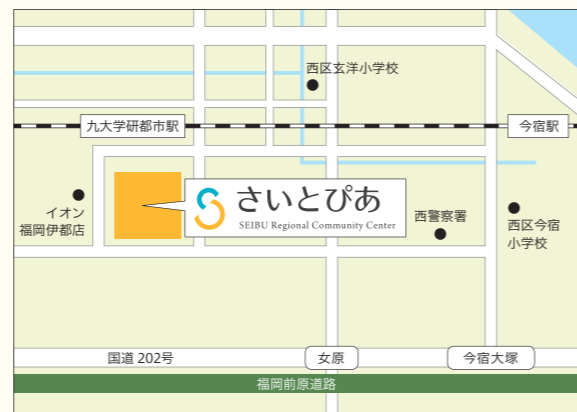 西区玄洋小学校
九大学研都市駅
今宿駅
イオン
福岡伊都店
さいとぴあ
SEIBU Regional Community Center
西警察署
西区今宿
小学校
国道 202号
女原
今宿大塚
福岡前原道路